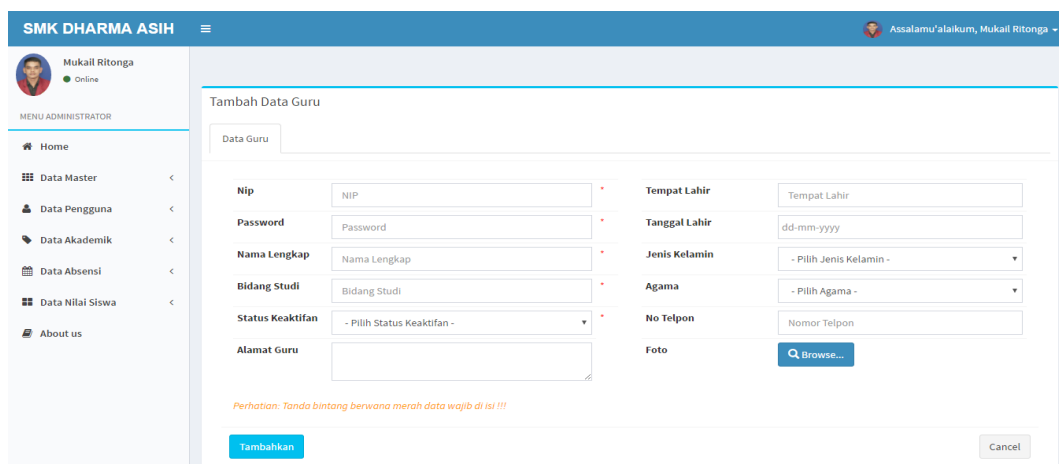 SMK DHARMA ASIH
Assalamu'alaikum, Mukail Ritonga
Mukail Ritonga
Online
MENU ADMINISTRATOR
Home
Data Master
Data Pengguna
Data Akademik
Data Absensi
Data Nilai Siswa
About us
Tambah Data Guru
Data Guru
Nip NIP *
Password Password *
Nama Lengkap Nama Lengkap *
Bidang Studi Bidang Studi *
Status Keaktifan - Pilih Status Keaktifan - *
Alamat Guru
Tempat Lahir Tempat Lahir
Tanggal Lahir dd-mm-yyyy
Jenis Kelamin - Pilih Jenis Kelamin -
Agama - Pilih Agama -
No Telpon Nomor Telpon
Foto Browse...
Perhatian: Tanda bintang berwana merah data wajib di isi !!!
Tambahkan
Cancel